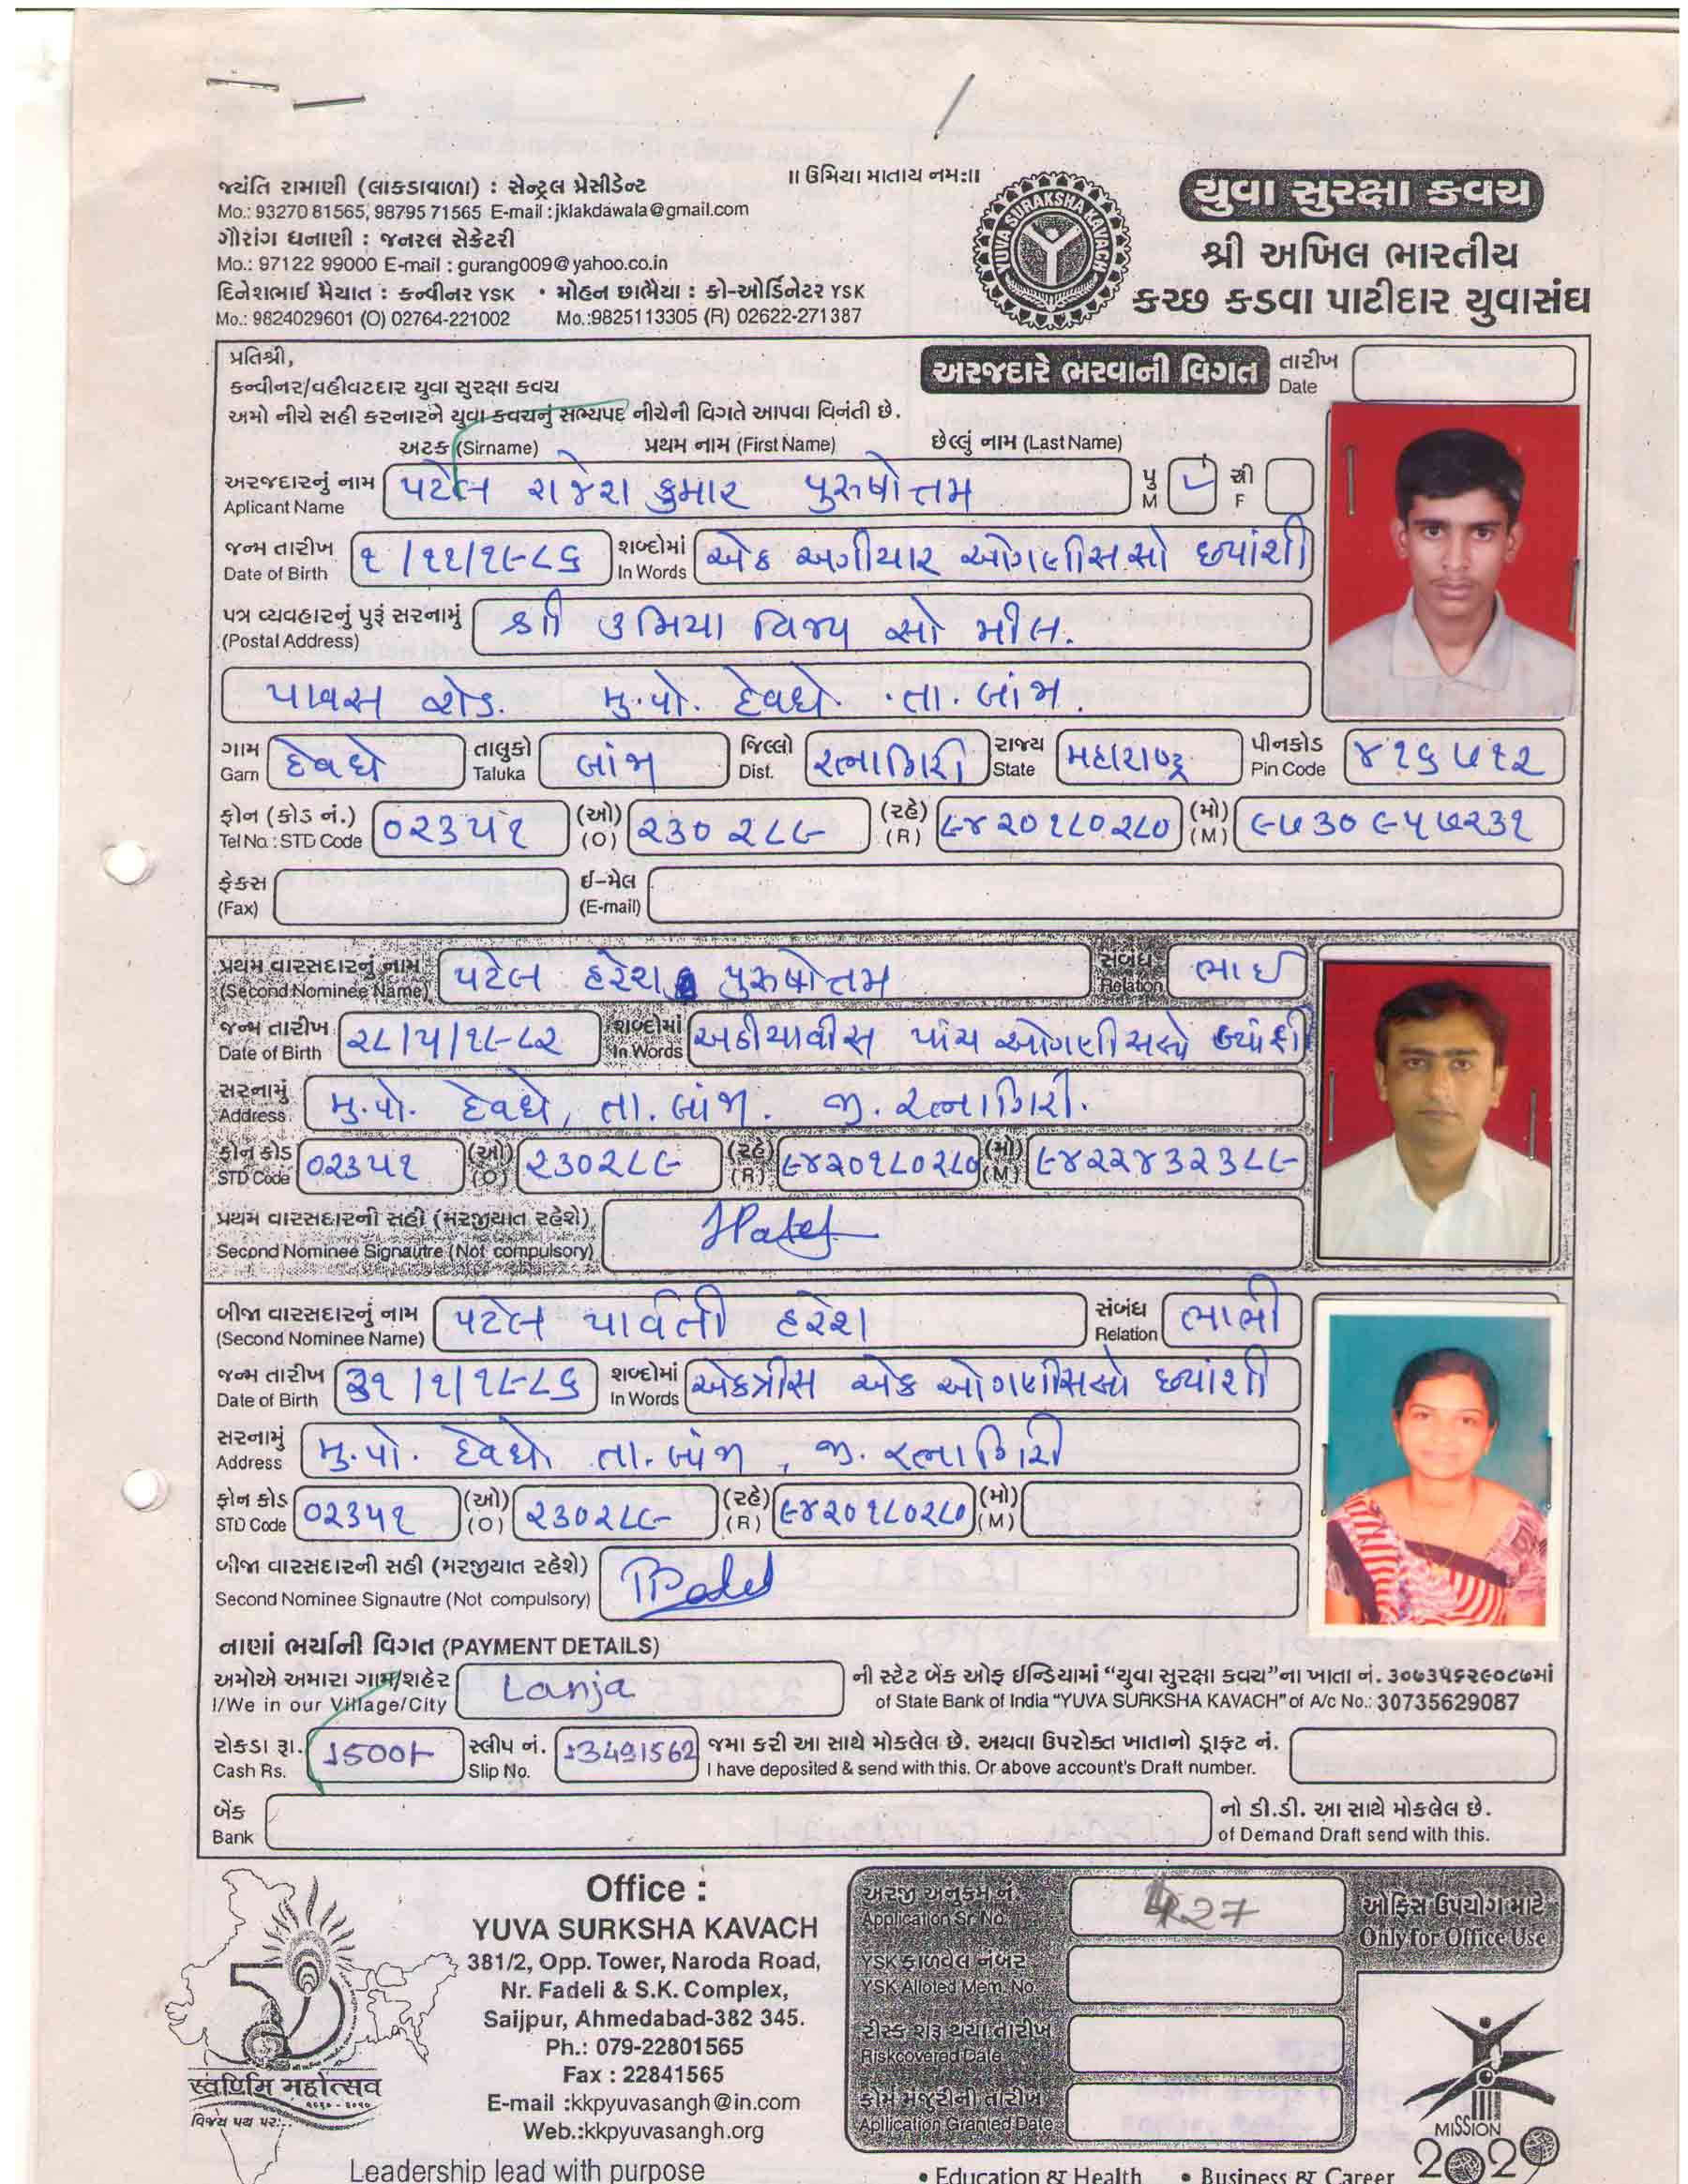 ॥ ઉમિયા માતાય નમઃ॥
જ્યંતિ રામાણી (લાકડાવાળા) : સેન્ટ્રલ પ્રેસીડેન્ટ
Mo.: 93270 81565, 98795 71565 E-mail : jklakdawala@gmail.com
ગૌરાંગ ધનાણી : જનરલ સેક્રેટરી
Mo.: 97122 99000 E-mail : gurang009@yahoo.co.in
દિનેશભાઈ મૈયાત : કન્વીનર YSK • મોહન છાભૈયા : કો-ઓર્ડિનેટર YSK
Mo.: 9824029601 (O) 02764-221002 Mo.:9825113305 (R) 02622-271387
YUVA SURAKSHA KAVACH
યુવા સુરક્ષા કવચ
શ્રી અખિલ ભારતીય
કચ્છ કડવા પાટીદાર યુવાસંઘ
પ્રતિશ્રી,
કન્વીનર/વહીવટદાર યુવા સુરક્ષા કવચ
અરજદારે ભરવાની વિગત તારીખ Date
અમો નીચે સહી કરનારને યુવા કવચનું સભ્યપદ નીચેની વિગતે આપવા વિનંતી છે.
અટક (Sirname) પ્રથમ નામ (First Name) છેલ્લું નામ (Last Name)
અરજદારનું નામ પટેલ રાજેશ કુમાર પુરુષોત્તમ પુ સ્ત્રી
Aplicant Name M F
જન્મ તારીખ ૧/૧૧/૧૯૮૬ શબ્દોમાં એક અગીયાર ઓગણીસસો છ્યાંશી
Date of Birth In Words
પત્ર વ્યવહારનું પુરૂં સરનામું શ્રી ઉમિયા વિજય સો મીલ.
(Postal Address)
પાવસ રોડ. મુ.પો. દેવધે. તા. લાંજા.
ગામ દેવધે તાલુકો લાંજા જિલ્લો રત્નાગિરી રાજ્ય મહારાષ્ટ્ર પીનકોડ ૪૧૬૭૧૨
Gam Taluka Dist. State Pin Code
ફોન (કોડ નં.) ૦૨૩૫૧ (ઓ) ૨૩૦૨૮૯ (રહે) ૯૪૨૦૧૮૦૨૮૦ (મો) ૯૭૩૦૯૫૭૨૩૧
Tel No.: STD Code (O) (R) (M)
ફેકસ ઈ-મેલ
(Fax) (E-mail)
પ્રથમ વારસદારનું નામ પટેલ હરેશ પુરુષોત્તમ સંબંધ ભાઈ
(Second Nominee Name) Relation
જન્મ તારીખ ૨૮/૫/૧૯૮૨ શબ્દોમાં અઠીયાવીસ પાંચ ઓગણીસસો
Date of Birth In Words
સરનામું મુ.પો. દેવધે, તા. લાંજા. જી. રત્નાગિરી.
Address
ફોન કોડ ૦૨૩૫૧ (ઓ) ૨૩૦૨૮૯ (રહે) ૯૪૨૦૧૮૦૨૮૦ (મો) ૯૪૨૨૪૩૨૩૮૯
STD Code (O) (R) (M)
પ્રથમ વારસદારની સહી (મરજીયાત રહેશે) HPatel
Second Nominee Signautre (Not compulsory)
બીજા વારસદારનું નામ પટેલ પાર્વતી હરેશ સંબંધ ભાભી
(Second Nominee Name) Relation
જન્મ તારીખ ૩૧/૧/૧૯૮૬ શબ્દોમાં એકત્રીસ એક ઓગણીસસો છ્યાંશી
Date of Birth In Words
સરનામું મુ.પો. દેવધે તા. લાંજા, જી. રત્નાગિરી
Address
ફોન કોડ ૦૨૩૫૧ (ઓ) ૨૩૦૨૮૯ (રહે) ૯૪૨૦૧૮૦૨૮૦ (મો)
STD Code (O) (R) (M)
બીજા વારસદારની સહી (મરજીયાત રહેશે) PPatel
Second Nominee Signautre (Not compulsory)
નાણાં ભર્યાની વિગત (PAYMENT DETAILS)
અમોએ અમારા ગામ/શહેર Lanja ની સ્ટેટ બેંક ઓફ ઈન્ડિયામાં “યુવા સુરક્ષા કવચ”ના ખાતા નં. ૩૦૭૩૫૬૨૯૦૮૭માં
I/We in our Village/City of State Bank of India “YUVA SURKSHA KAVACH” of A/c No.: 30735629087
રોકડા રૂા. 1500/- સ્લીપ નં. 3491562 જમા કરી આ સાથે મોકલેલ છે. અથવા ઉપરોક્ત ખાતાનો ડ્રાફ્ટ નં.
Cash Rs. Slip No. I have deposited & send with this. Or above account's Draft number.
બેંક નો ડી.ડી. આ સાથે મોકલેલ છે.
Bank of Demand Draft send with this.
Office :
YUVA SURKSHA KAVACH
381/2, Opp. Tower, Naroda Road,
Nr. Fadeli & S.K. Complex,
Saijpur, Ahmedabad-382 345.
Ph.: 079-22801565
Fax : 22841565
E-mail :kkpyuvasangh@in.com
Web.:kkpyuvasangh.org
Leadership lead with purpose
અરજી અનુક્રમ નં. 427 ઓફિસ ઉપયોગ માટે
Application Sr. No. Only for Office Use
YSK ફાળવેલ નંબર
YSK Alloted Mem. No.
રીસ્ક શરૂ થયા તારીખ
Riskcovered Date
ફોર્મ મંજુરીની તારીખ
Apllication Granted Date
50
स्वर्णिम महोत्सव
૨૦૧૦
વિજય પથ પર...
MISSION
2020
• Education & Health • Business & Career